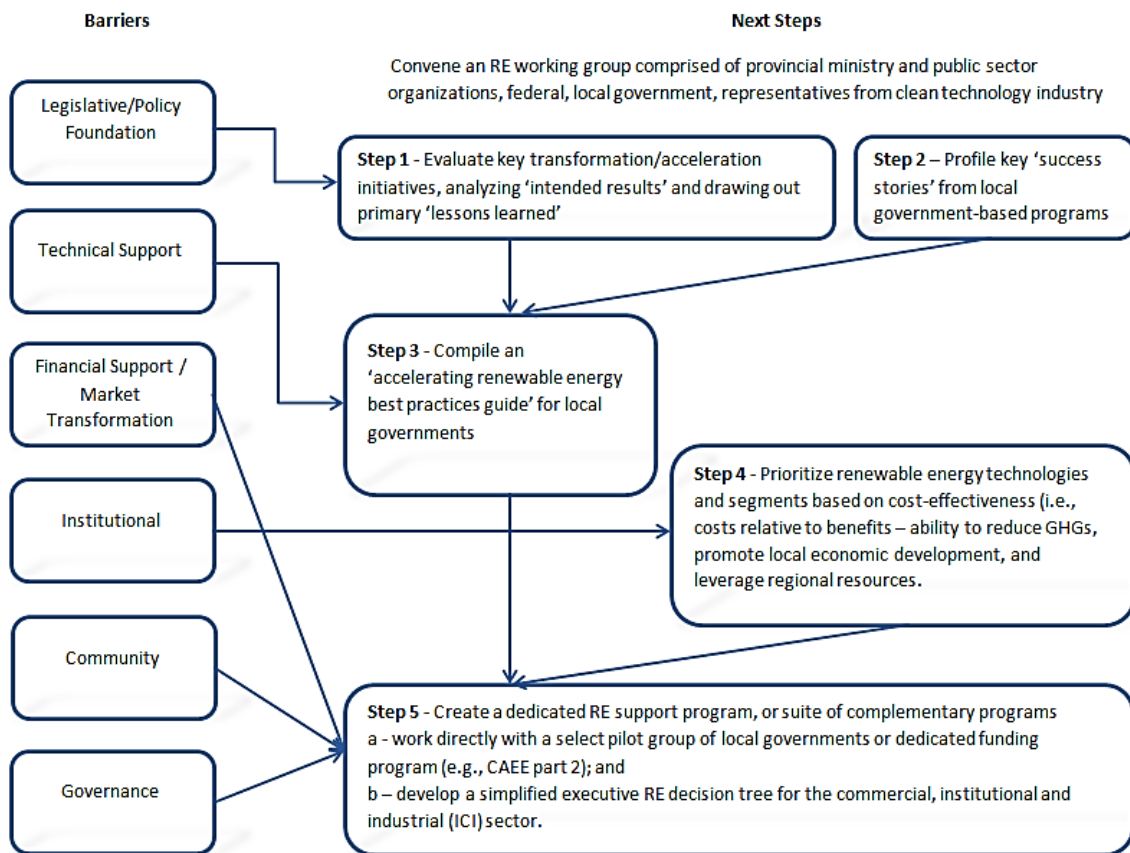 Barriers
Next Steps
Convene an RE working group comprised of provincial ministry and public sector
organizations, federal, local government, representatives from clean technology industry
Legislative/Policy
Foundation
Step 1 - Evaluate key transformation/acceleration
initiatives, analyzing ‘intended results’ and drawing out
primary ‘lessons learned’
Step 2 – Profile key ‘success
stories’ from local
government-based programs
Technical Support
Step 3 - Compile an
‘accelerating renewable energy
best practices guide’ for local
governments
Financial Support /
Market
Transformation
Step 4 - Prioritize renewable energy technologies
and segments based on cost-effectiveness (i.e.,
costs relative to benefits – ability to reduce GHGs,
promote local economic development, and
leverage regional resources.
Institutional
Community
Step 5 - Create a dedicated RE support program, or suite of complementary programs
a - work directly with a select pilot group of local governments or dedicated funding
program (e.g., CAEE part 2); and
b – develop a simplified executive RE decision tree for the commercial, institutional and
industrial (ICI) sector.
Governance